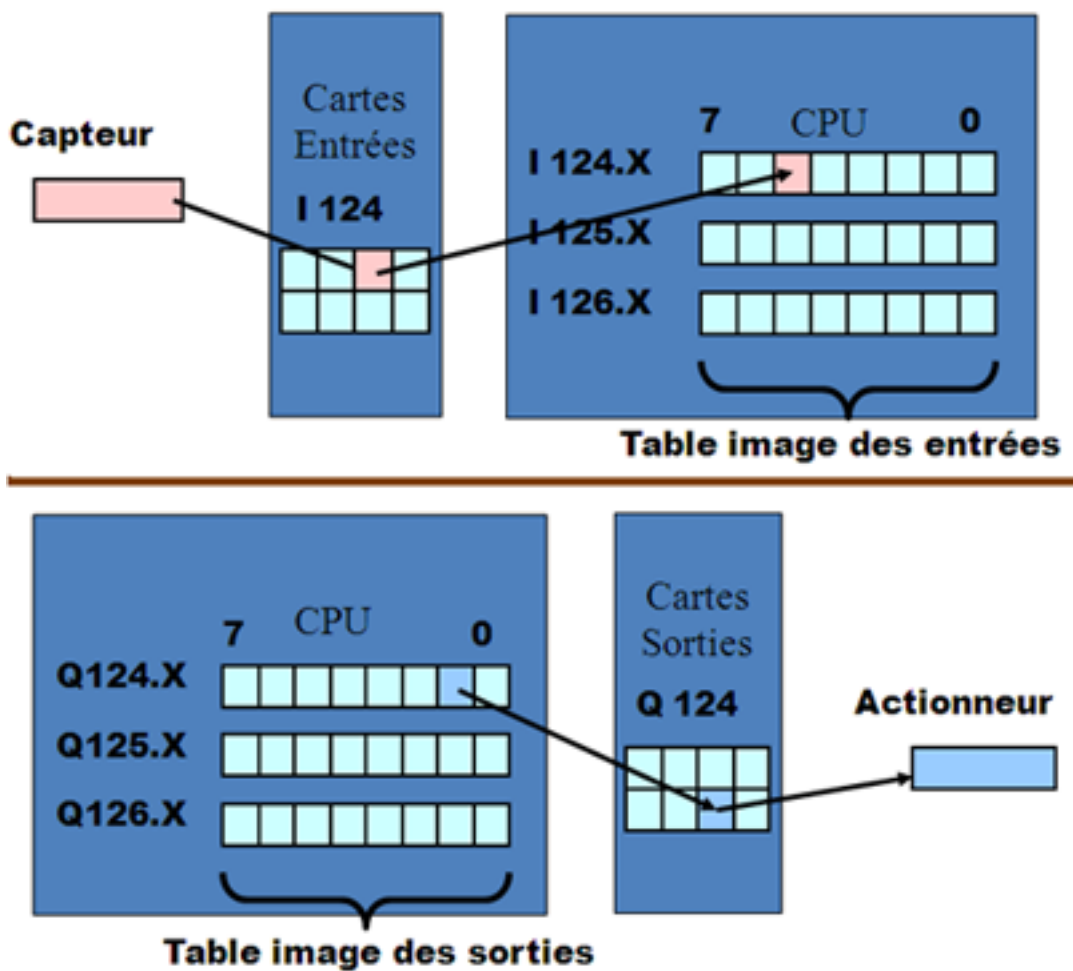 Capteur
Cartes
Entrées
I 124
7 CPU 0
I 124.X
I 125.X
I 126.X
Table image des entrées
7 CPU 0
Q124.X
Q125.X
Q126.X
Table image des sorties
Cartes
Sorties
Q 124
Actionneur